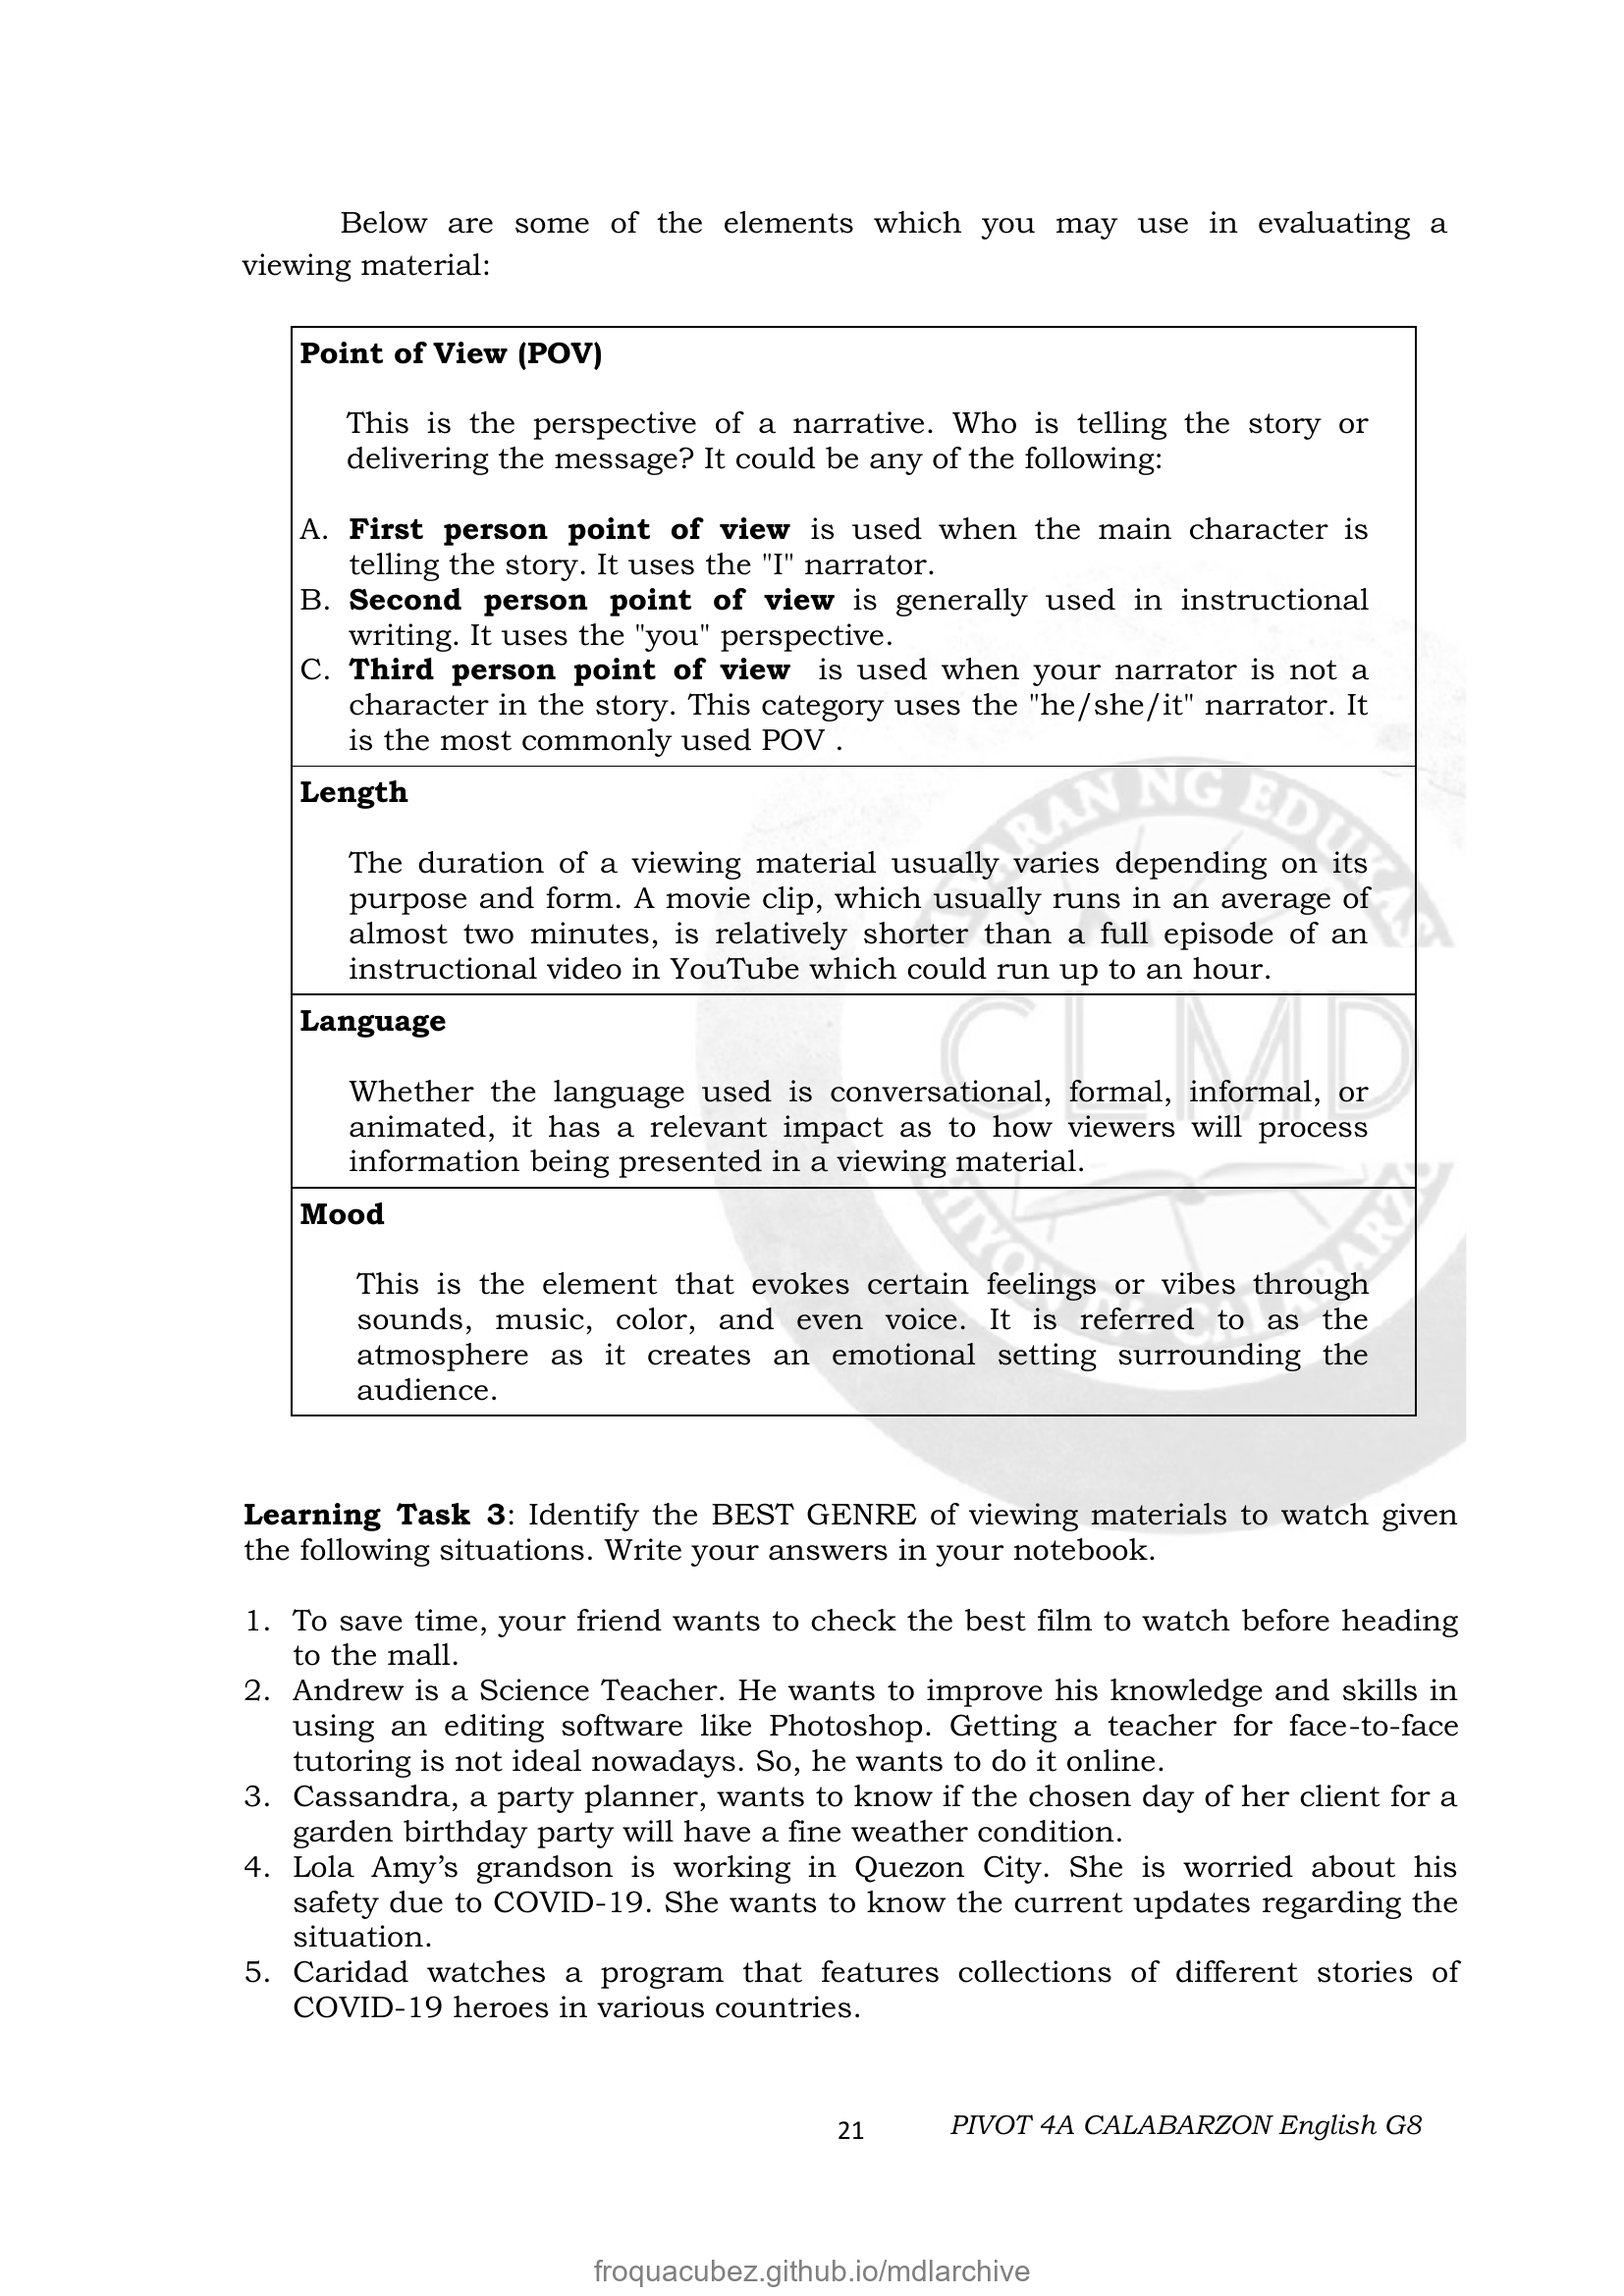 Below are some of the elements which you may use in evaluating a
viewing material:
Point of View (POV)
This is the perspective of a narrative. Who is telling the story or
delivering the message? It could be any of the following:
A. First person point of view is used when the main character is
telling the story. It uses the "I" narrator.
B. Second person point of view is generally used in instructional
writing. It uses the "you" perspective.
C. Third person point of view is used when your narrator is not a
character in the story. This category uses the "he/she/it" narrator. It
is the most commonly used POV .
Length
The duration of a viewing material usually varies depending on its
purpose and form. A movie clip, which usually runs in an average of
almost two minutes, is relatively shorter than a full episode of an
instructional video in YouTube which could run up to an hour.
Language
Whether the language used is conversational, formal, informal, or
animated, it has a relevant impact as to how viewers will process
information being presented in a viewing material.
Mood
This is the element that evokes certain feelings or vibes through
sounds, music, color, and even voice. It is referred to as the
atmosphere as it creates an emotional setting surrounding the
audience.
CLMD
Learning Task 3: Identify the BEST GENRE of viewing materials to watch given
the following situations. Write your answers in your notebook.
1. To save time, your friend wants to check the best film to watch before heading
to the mall.
2. Andrew is a Science Teacher. He wants to improve his knowledge and skills in
using an editing software like Photoshop. Getting a teacher for face-to-face
tutoring is not ideal nowadays. So, he wants to do it online.
3. Cassandra, a party planner, wants to know if the chosen day of her client for a
garden birthday party will have a fine weather condition.
4. Lola Amy’s grandson is working in Quezon City. She is worried about his
safety due to COVID-19. She wants to know the current updates regarding the
situation.
5. Caridad watches a program that features collections of different stories of
COVID-19 heroes in various countries.
21 PIVOT 4A CALABARZON English G8
froquacubez.github.io/mdlarchive